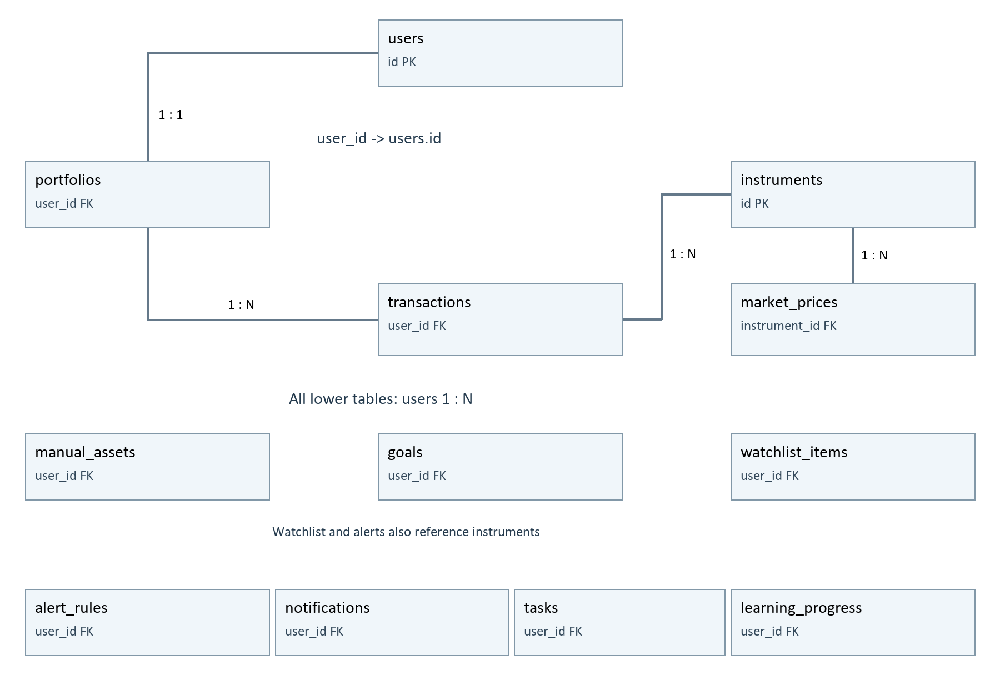 users
id PK
1 : 1
user_id -> users.id
portfolios
user_id FK
instruments
id PK
1 : N
1 : N
1 : N
transactions
user_id FK
market_prices
instrument_id FK
All lower tables: users 1 : N
manual_assets
user_id FK
goals
user_id FK
watchlist_items
user_id FK
Watchlist and alerts also reference instruments
alert_rules
user_id FK
notifications
user_id FK
tasks
user_id FK
learning_progress
user_id FK